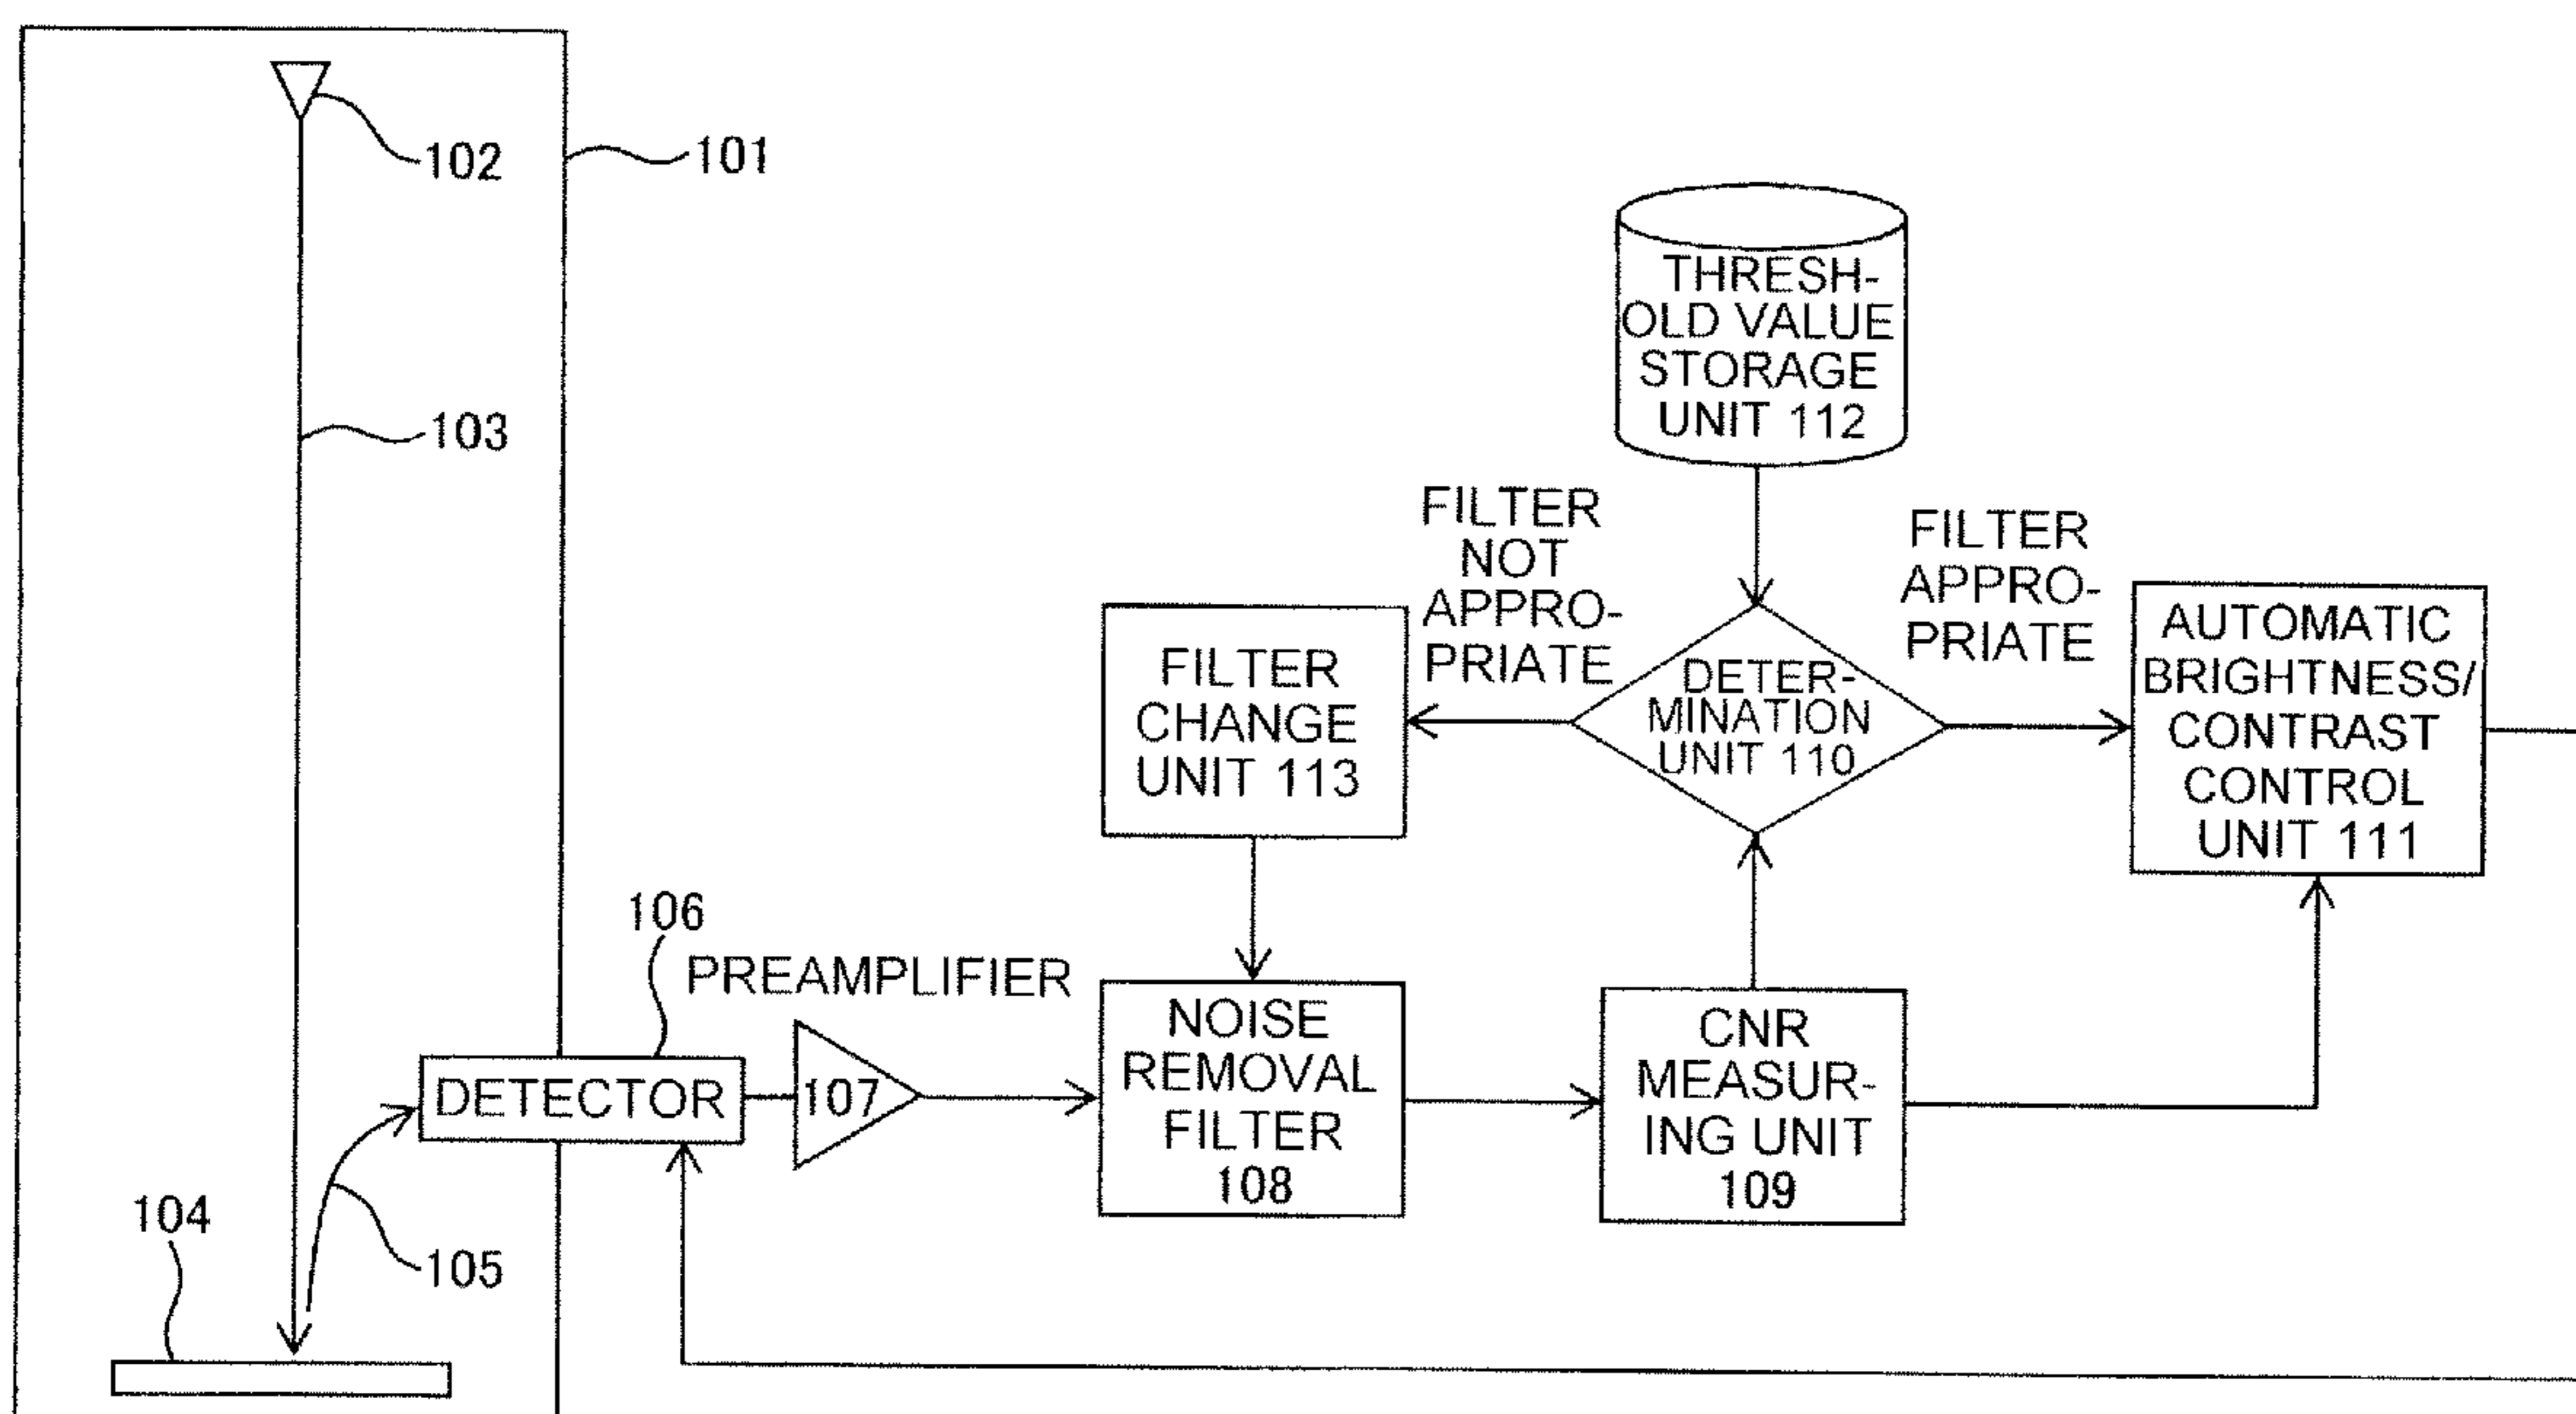 102
101
103
THRESH-
OLD VALUE
STORAGE
UNIT 112
FILTER
NOT
APPRO-
PRIATE
FILTER
APPRO-
PRIATE
FILTER
CHANGE
UNIT 113
DETER-
MINATION
UNIT 110
AUTOMATIC
BRIGHTNESS/
CONTRAST
CONTROL
UNIT 111
106
PREAMPLIFIER
DETECTOR
107
NOISE
REMOVAL
FILTER
108
CNR
MEASUR-
ING UNIT
109
104
105